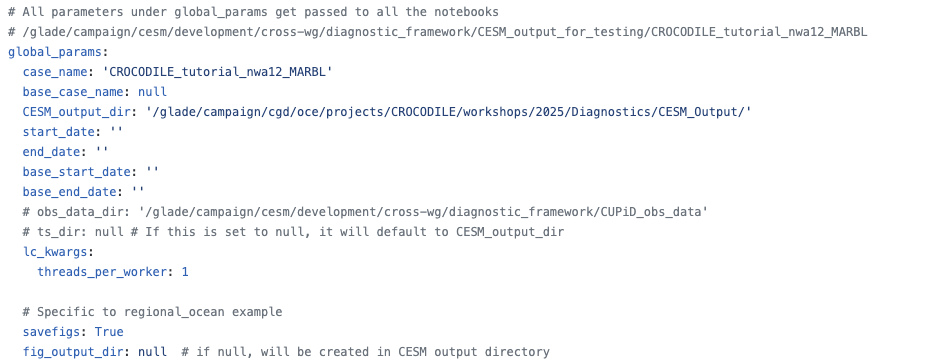 # All parameters under global_params get passed to all the notebooks
# /glade/campaign/cesm/development/cross-wg/diagnostic_framework/CESM_output_for_testing/CROCODILE_tutorial_nwa12_MARBL
global_params:
  case_name: 'CROCODILE_tutorial_nwa12_MARBL'
  base_case_name: null
  CESM_output_dir: '/glade/campaign/cgd/oce/projects/CROCODILE/workshops/2025/Diagnostics/CESM_Output/'
  start_date: ''
  end_date: ''
  base_start_date: ''
  base_end_date: ''
  # obs_data_dir: '/glade/campaign/cesm/development/cross-wg/diagnostic_framework/CUPiD_obs_data'
  # ts_dir: null # If this is set to null, it will default to CESM_output_dir
  lc_kwargs:
    threads_per_worker: 1

  # Specific to regional_ocean example
  savefigs: True
  fig_output_dir: null  # if null, will be created in CESM output directory